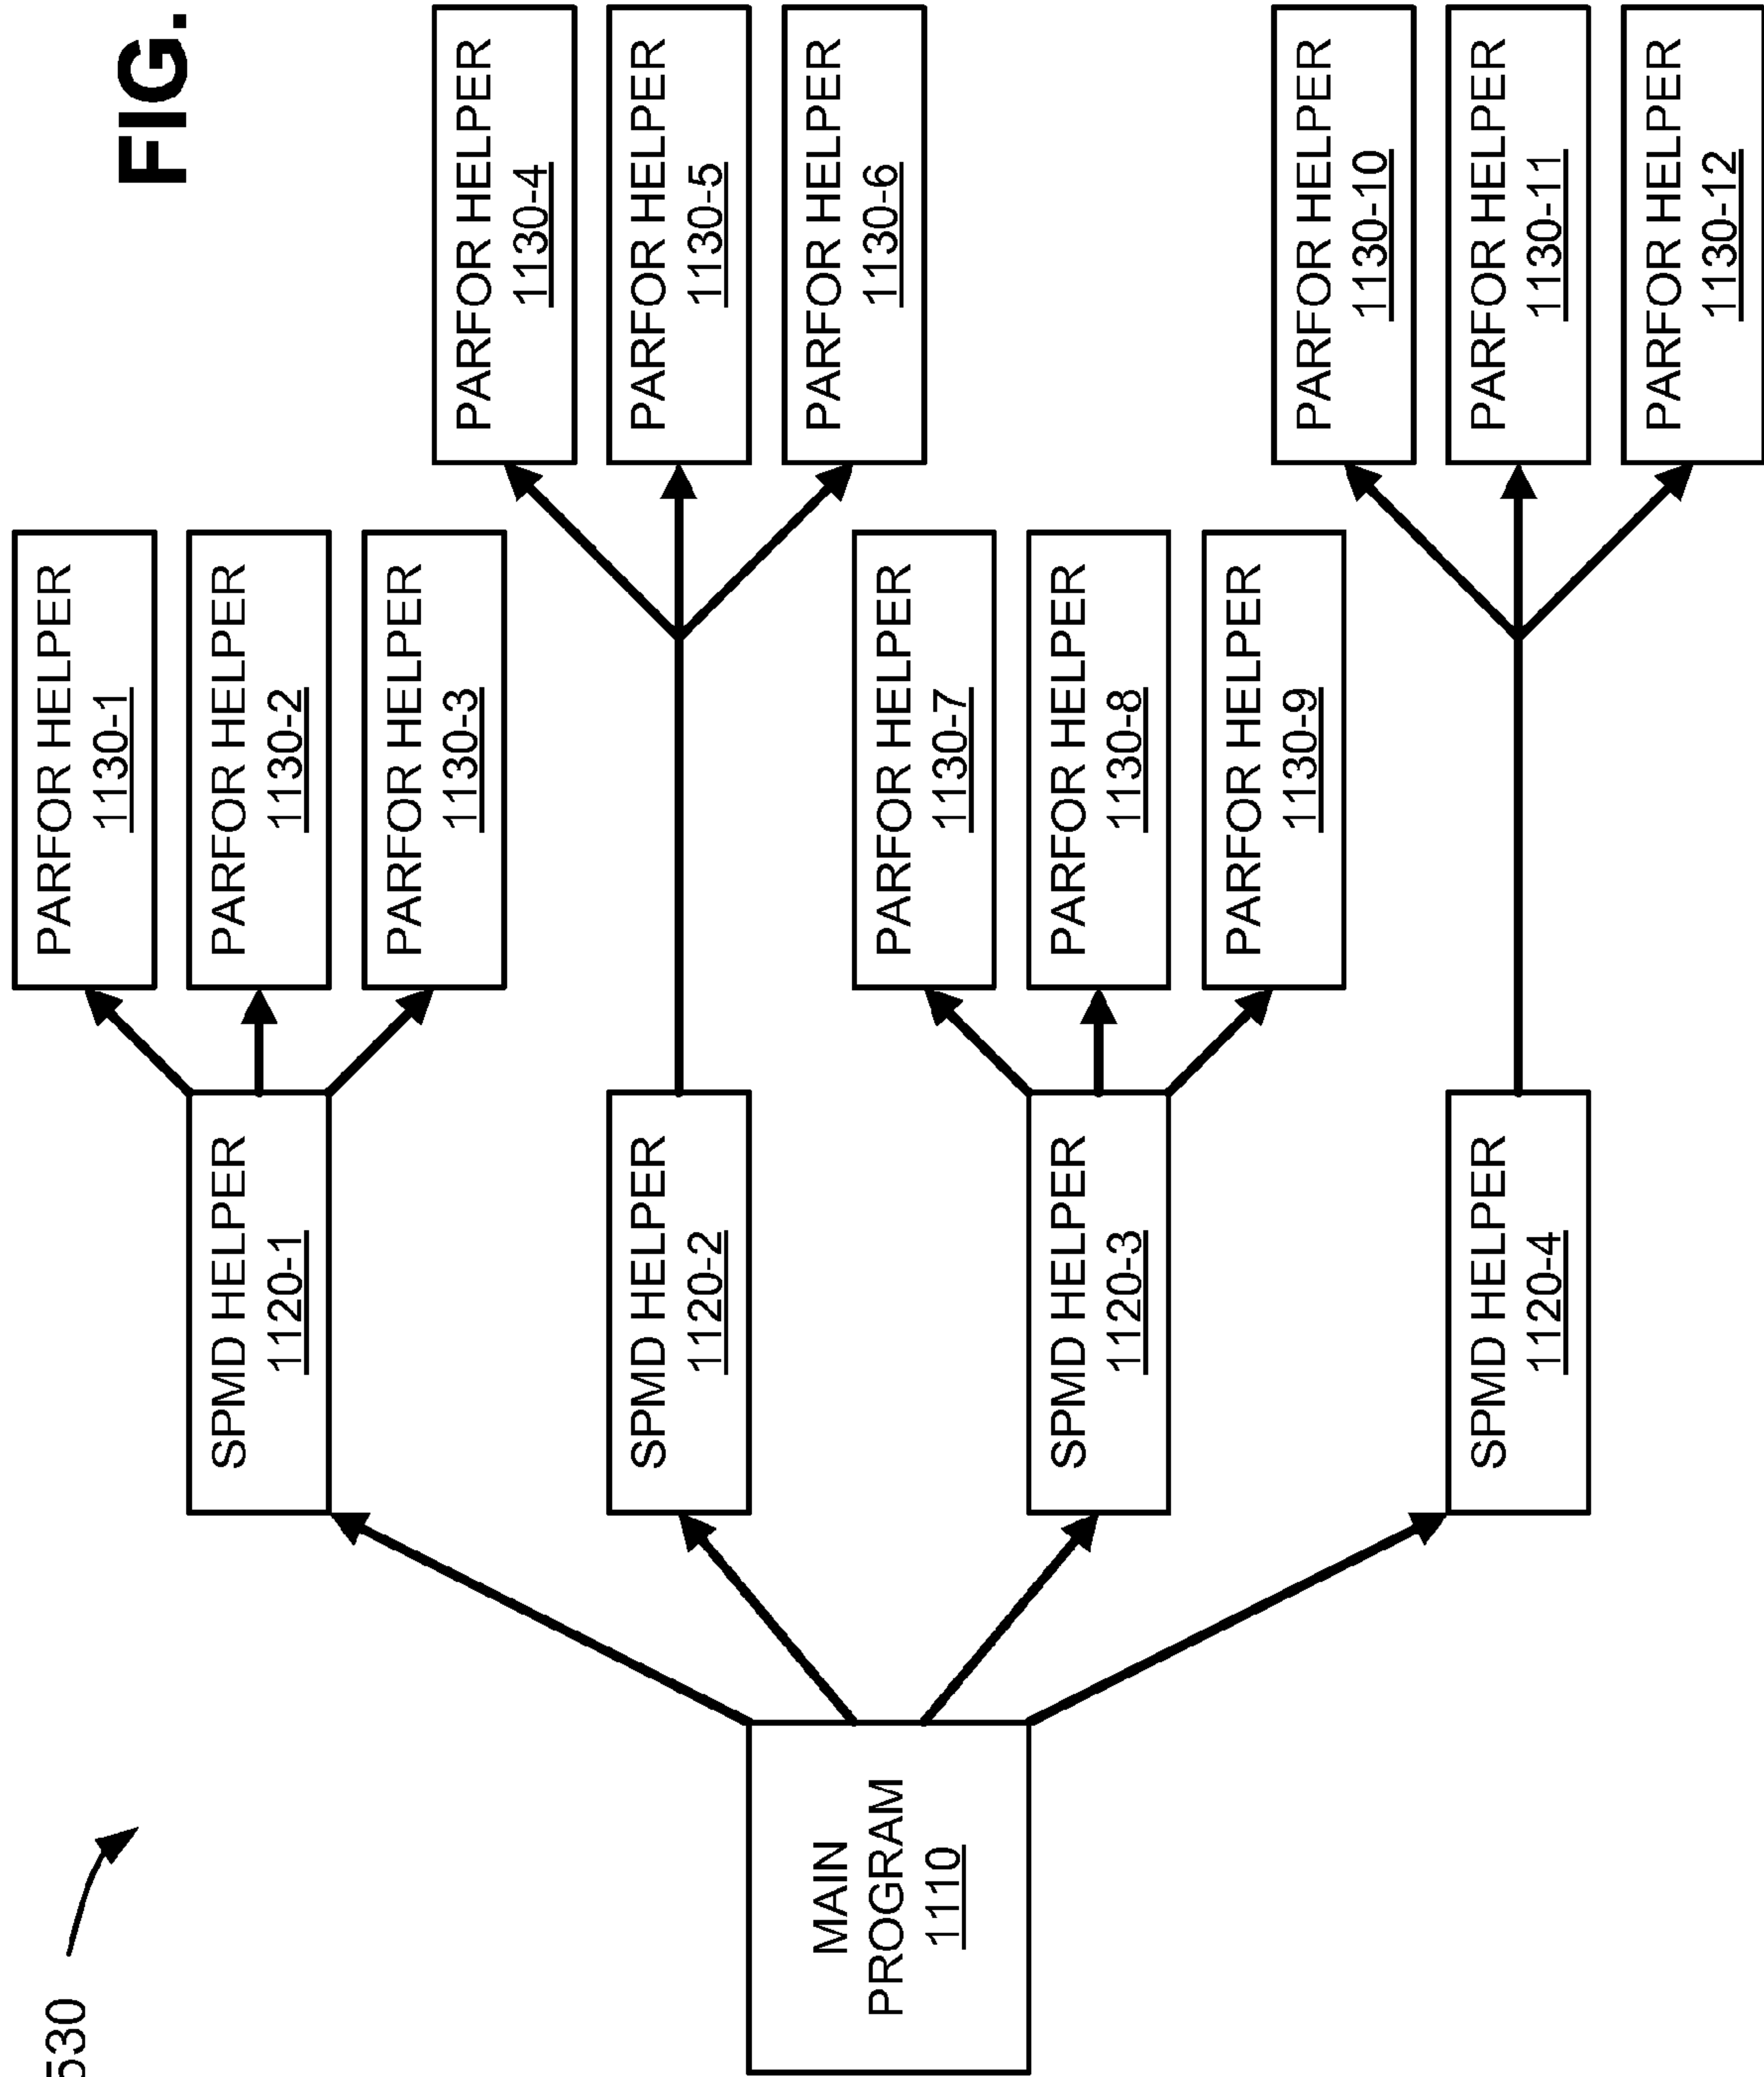 530
FIG.
MAIN
PROGRAM
1110
SPMD HELPER
1120-1
SPMD HELPER
1120-2
SPMD HELPER
1120-3
SPMD HELPER
1120-4
PARFOR HELPER
1130-1
PARFOR HELPER
1130-2
PARFOR HELPER
1130-3
PARFOR HELPER
1130-4
PARFOR HELPER
1130-5
PARFOR HELPER
1130-6
PARFOR HELPER
1130-7
PARFOR HELPER
1130-8
PARFOR HELPER
1130-9
PARFOR HELPER
1130-10
PARFOR HELPER
1130-11
PARFOR HELPER
1130-12